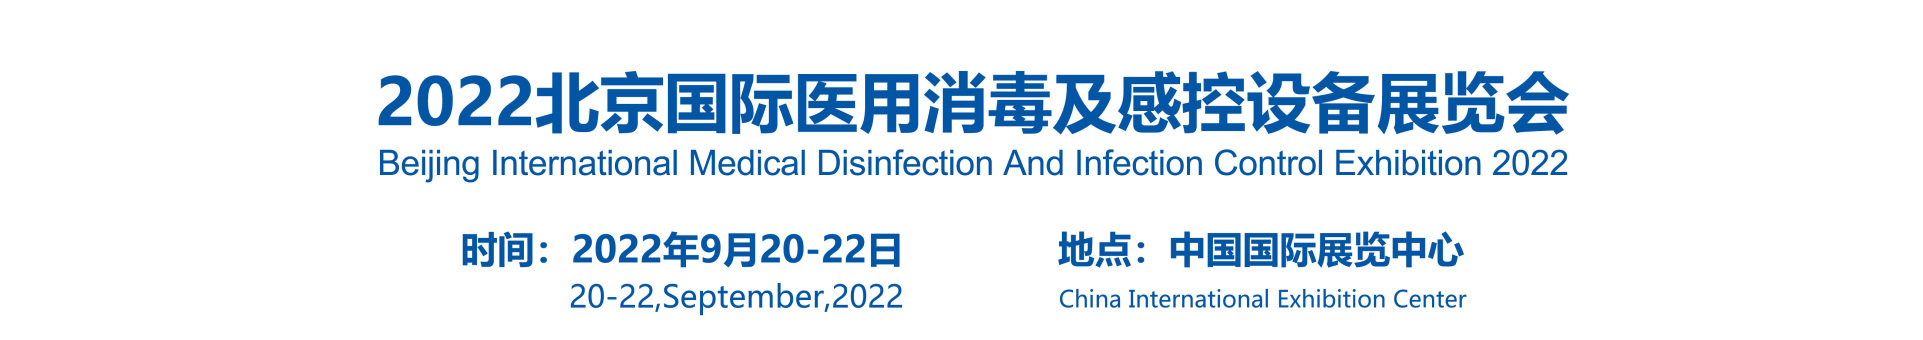 2022北京国际医用消毒及感控设备展览会
Beijing International Medical Disinfection And Infection Control Exhibition 2022
时间：2022年9月20-22日
20-22,September,2022
地点：中国国际展览中心
China International Exhibition Center